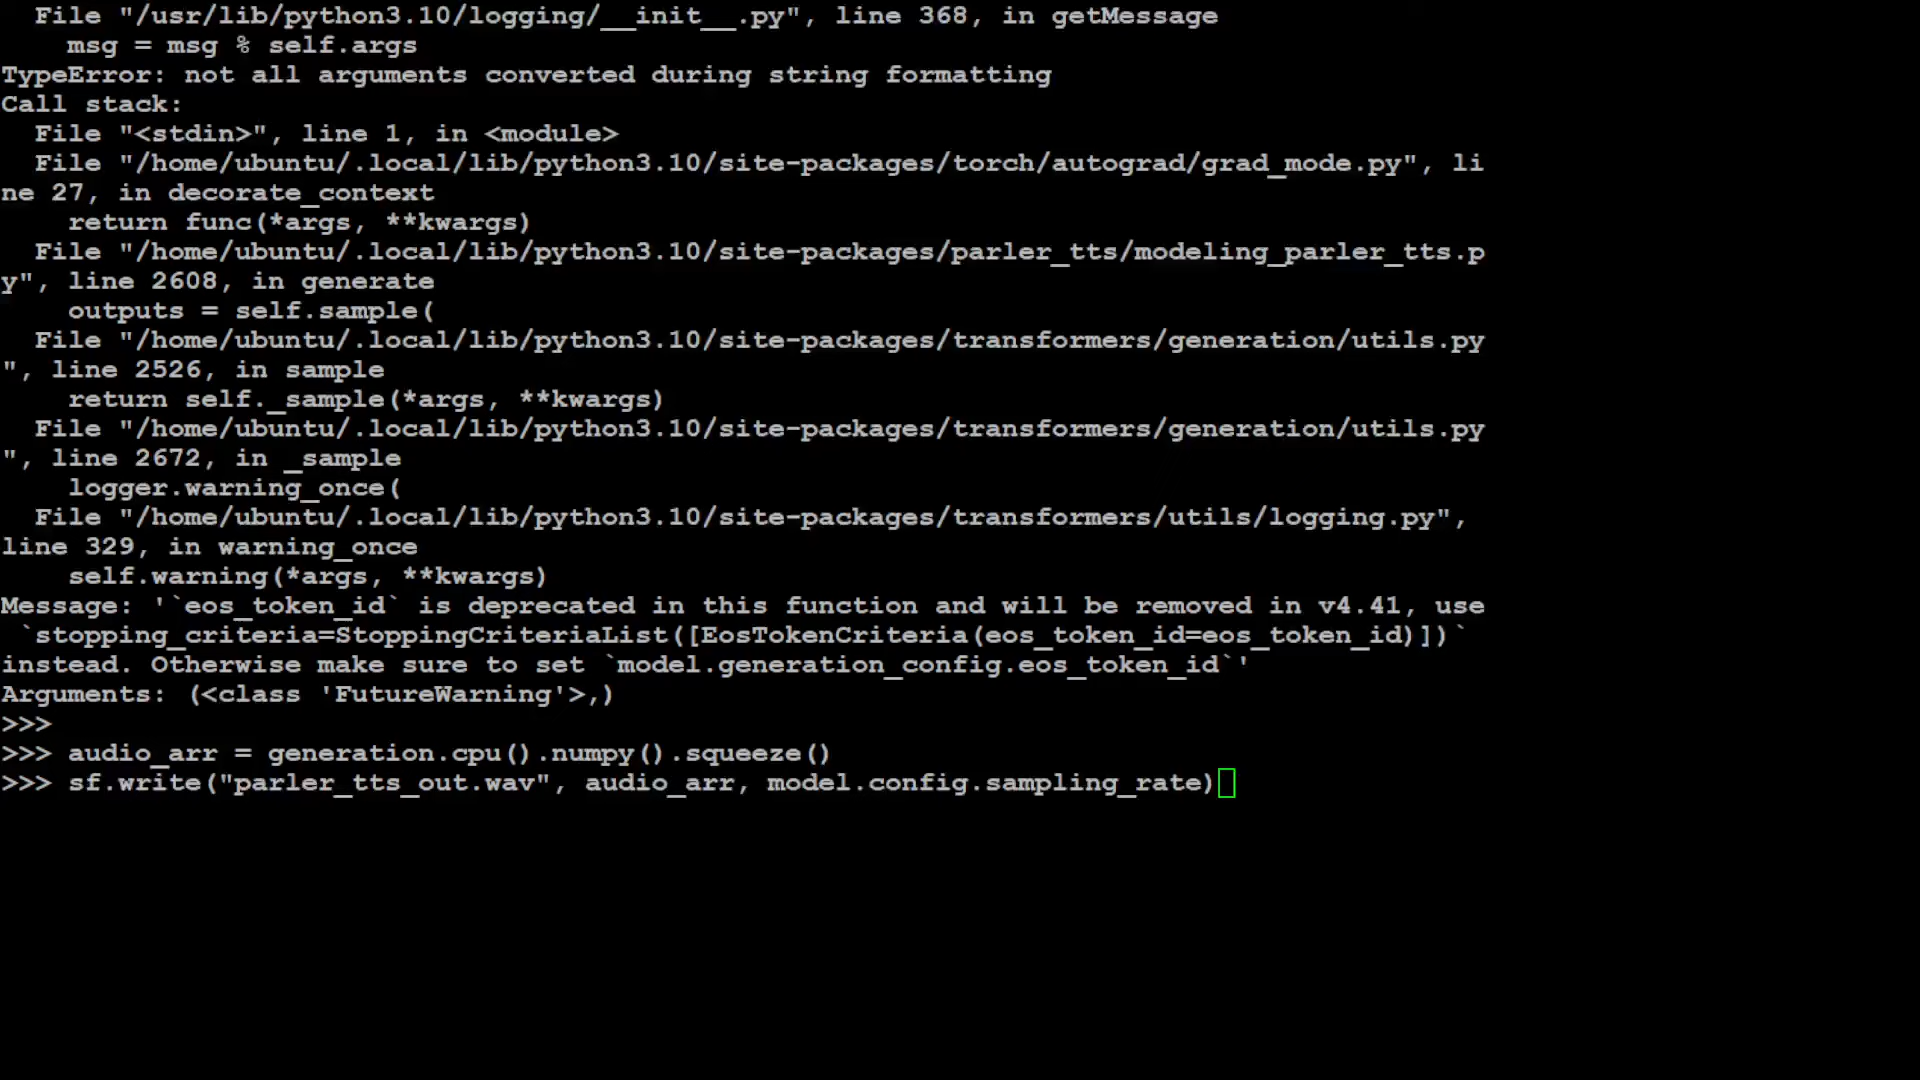 File "/usr/lib/python3.10/logging/__init__.py", line 368, in getMessage
    msg = msg % self.args
TypeError: not all arguments converted during string formatting
Call stack:
  File "<stdin>", line 1, in <module>
  File "/home/ubuntu/.local/lib/python3.10/site-packages/torch/autograd/grad_mode.py", li
ne 27, in decorate_context
    return func(*args, **kwargs)
  File "/home/ubuntu/.local/lib/python3.10/site-packages/parler_tts/modeling_parler_tts.p
y", line 2608, in generate
    outputs = self.sample(
  File "/home/ubuntu/.local/lib/python3.10/site-packages/transformers/generation/utils.py
", line 2526, in sample
    return self._sample(*args, **kwargs)
  File "/home/ubuntu/.local/lib/python3.10/site-packages/transformers/generation/utils.py
", line 2672, in _sample
    logger.warning_once(
  File "/home/ubuntu/.local/lib/python3.10/site-packages/transformers/utils/logging.py",
line 329, in warning_once
    self.warning(*args, **kwargs)
Message: '`eos_token_id` is deprecated in this function and will be removed in v4.41, use
 `stopping_criteria=StoppingCriteriaList([EosTokenCriteria(eos_token_id=eos_token_id)])`
instead. Otherwise make sure to set `model.generation_config.eos_token_id`'
Arguments: (<class 'FutureWarning'>,)
>>>
>>> audio_arr = generation.cpu().numpy().squeeze()
>>> sf.write("parler_tts_out.wav", audio_arr, model.config.sampling_rate)